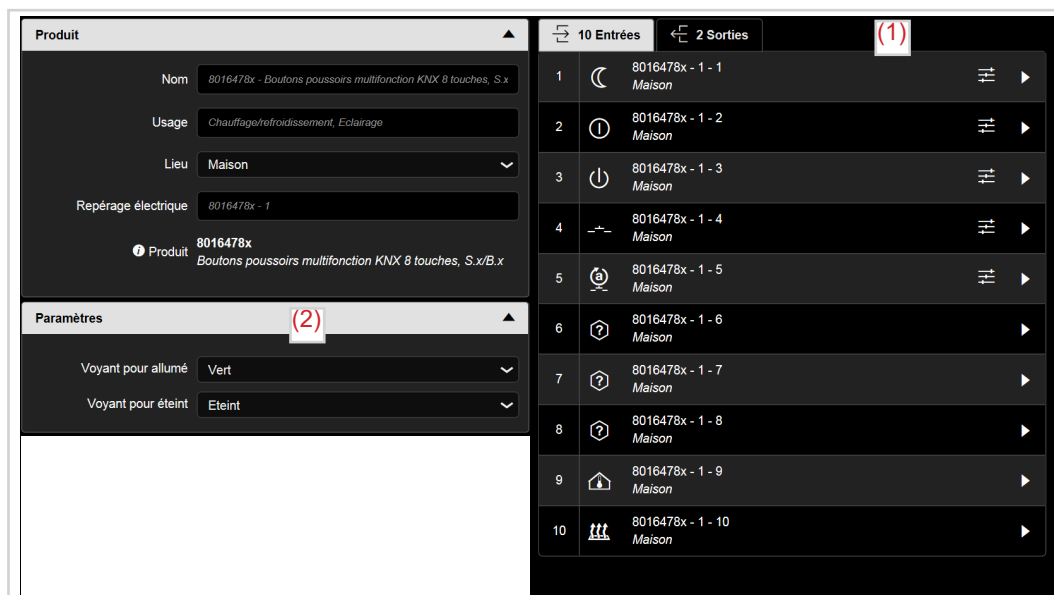 Produit
Nom
8016478x - Boutons poussoirs multifonction KNX 8 touches, S.x
Usage
Chauffage/refroidissement, Eclairage
Lieu
Maison
Repérage électrique
8016478x - 1
Produit
8016478x
Boutons poussoirs multifonction KNX 8 touches, S.x/B.x
Paramètres
(2)
Voyant pour allumé
Vert
Voyant pour éteint
Eteint
10 Entrées
2 Sorties
(1)
1
8016478x - 1 - 1
Maison
2
8016478x - 1 - 2
Maison
3
8016478x - 1 - 3
Maison
4
8016478x - 1 - 4
Maison
5
a
8016478x - 1 - 5
Maison
6
?
8016478x - 1 - 6
Maison
7
?
8016478x - 1 - 7
Maison
8
?
8016478x - 1 - 8
Maison
9
8016478x - 1 - 9
Maison
10
8016478x - 1 - 10
Maison